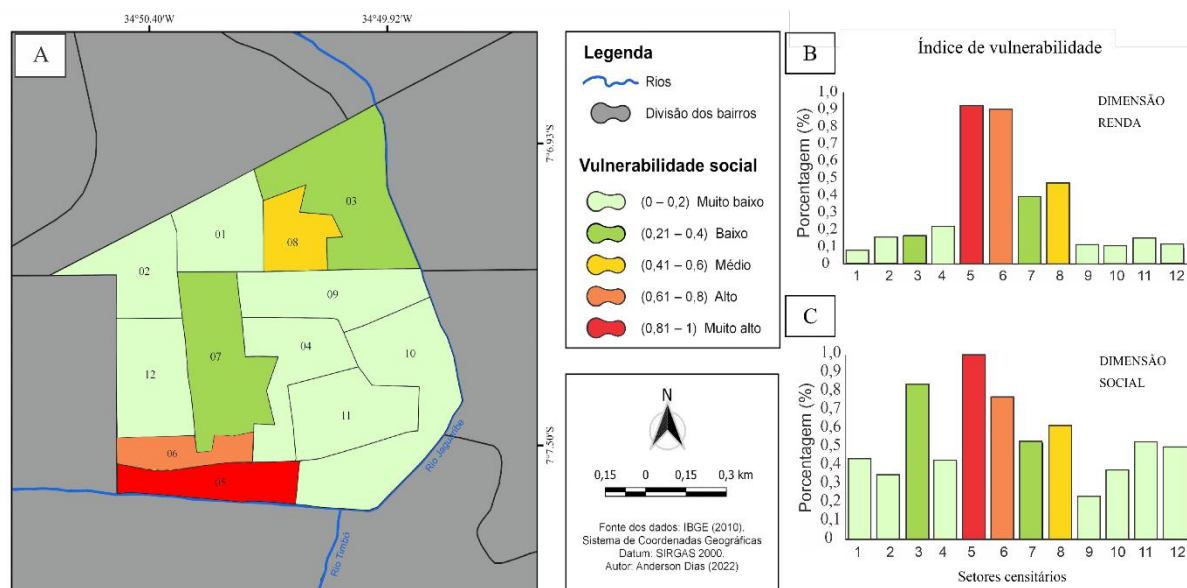 34°50.40'W
34°49.92'W
A
7°6.93'S
7°7.50'S
03
01
08
02
09
04
07
10
12
11
06
05
Rio Jaguaribe
Rio Timbó
Legenda
Rios
Divisão dos bairros
Vulnerabilidade social
(0 – 0,2) Muito baixo
(0,21 – 0,4) Baixo
(0,41 – 0,6) Médio
(0,61 – 0,8) Alto
(0,81 – 1) Muito alto
N
0,15 0 0,15 0,3 km
Fonte dos dados: IBGE (2010).
Sistema de Coordenadas Geográficas
Datum: SIRGAS 2000.
Autor: Anderson Dias (2022)
B
Índice de vulnerabilidade
DIMENSÃO
RENDA
Porcentagem (%)
1,0
0,9
0,8
0,7
0,6
0,5
0,4
0,3
0,2
0,1
0
1 2 3 4 5 6 7 8 9 10 11 12
C
DIMENSÃO
SOCIAL
Porcentagem (%)
1,0
0,9
0,8
0,7
0,6
0,5
0,4
0,3
0,2
0,1
0
1 2 3 4 5 6 7 8 9 10 11 12
Setores censitários